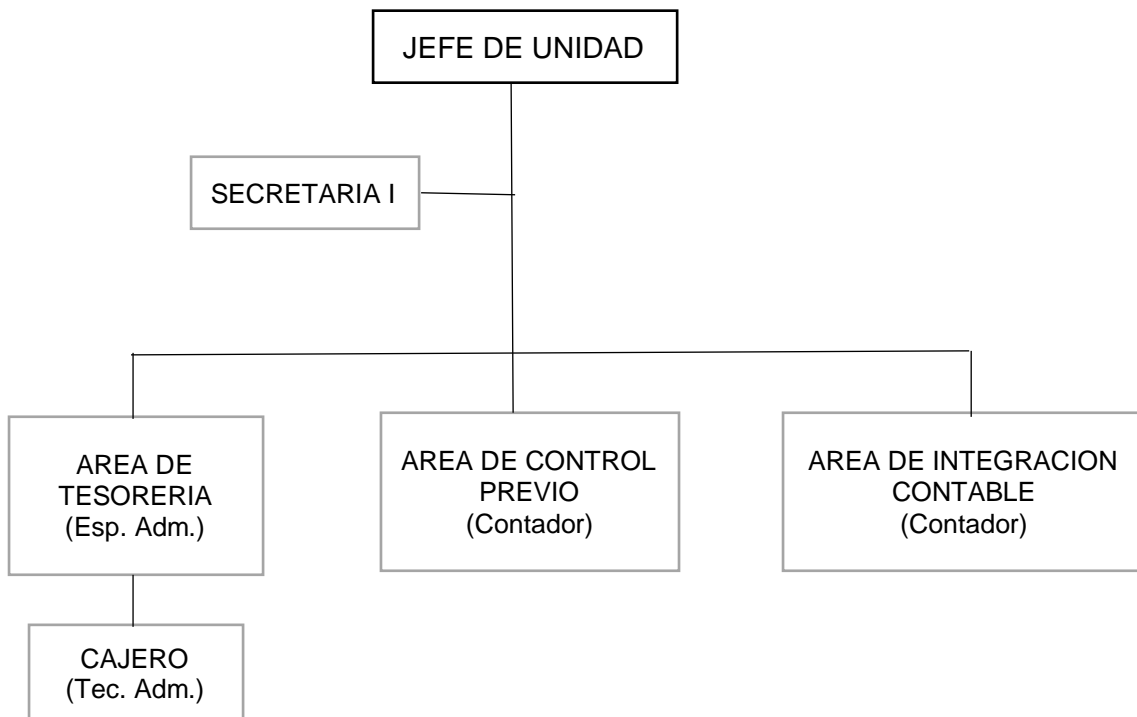 JEFE DE UNIDAD
SECRETARIA I
AREA DE
TESORERIA
(Esp. Adm.)
AREA DE CONTROL
PREVIO
(Contador)
AREA DE INTEGRACION
CONTABLE
(Contador)
CAJERO
(Tec. Adm.)